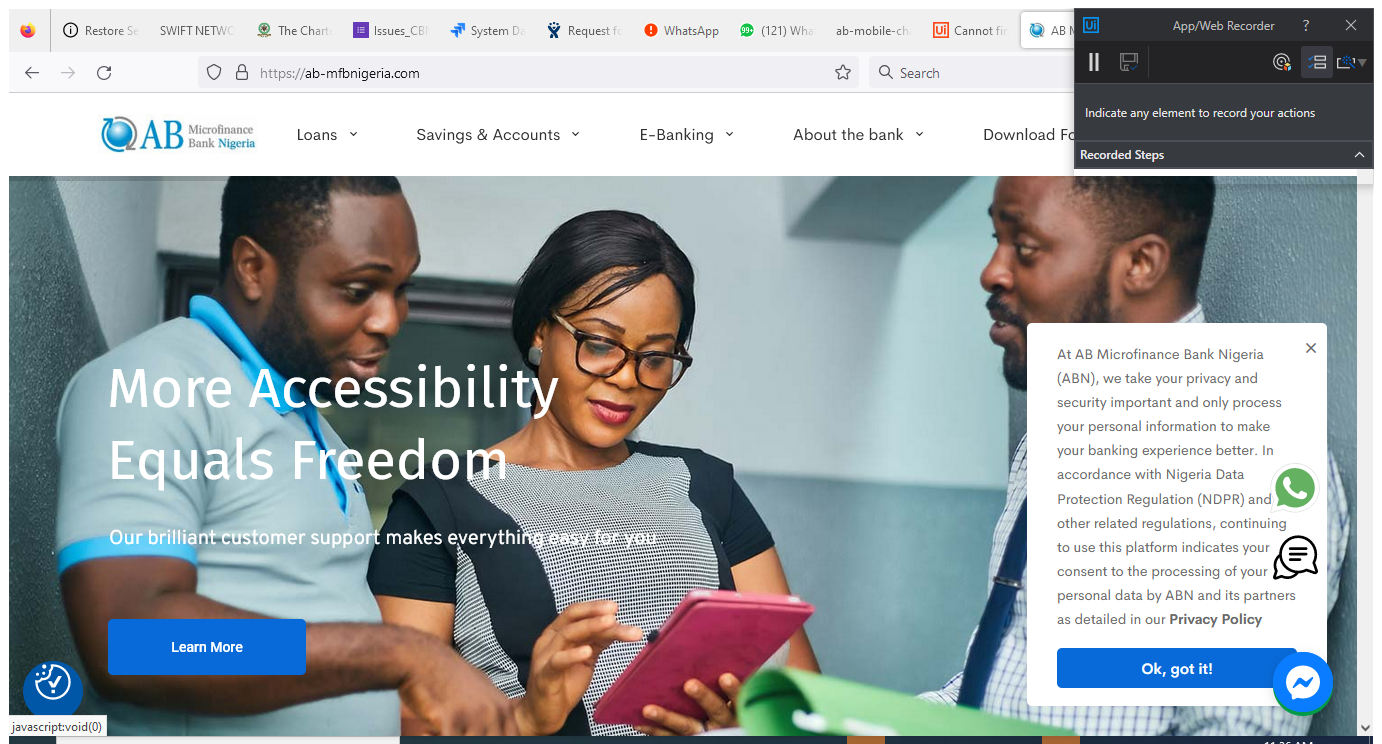 Restore Se
SWIFT NETWO
The Charte
Issues_CB
System Da
Request fo
WhatsApp
99+
(121) Wha
ab-mobile-cha
Cannot fin
AB M
Ui
App/Web Recorder
?
https://ab-mfbnigeria.com
Search
Indicate any element to record your actions
Recorded Steps
AB Microfinance
Bank Nigeria
Loans
Savings & Accounts
E-Banking
About the bank
Download Fo
More Accessibility
Equals Freedom
Our brilliant customer support makes everything easy for you
Learn More
At AB Microfinance Bank Nigeria
(ABN), we take your privacy and
security important and only process
your personal information to make
your banking experience better. In
accordance with Nigeria Data
Protection Regulation (NDPR) and
other related regulations, continuing
to use this platform indicates your
consent to the processing of your
personal data by ABN and its partners
as detailed in our Privacy Policy
Ok, got it!
javascript:void(0)